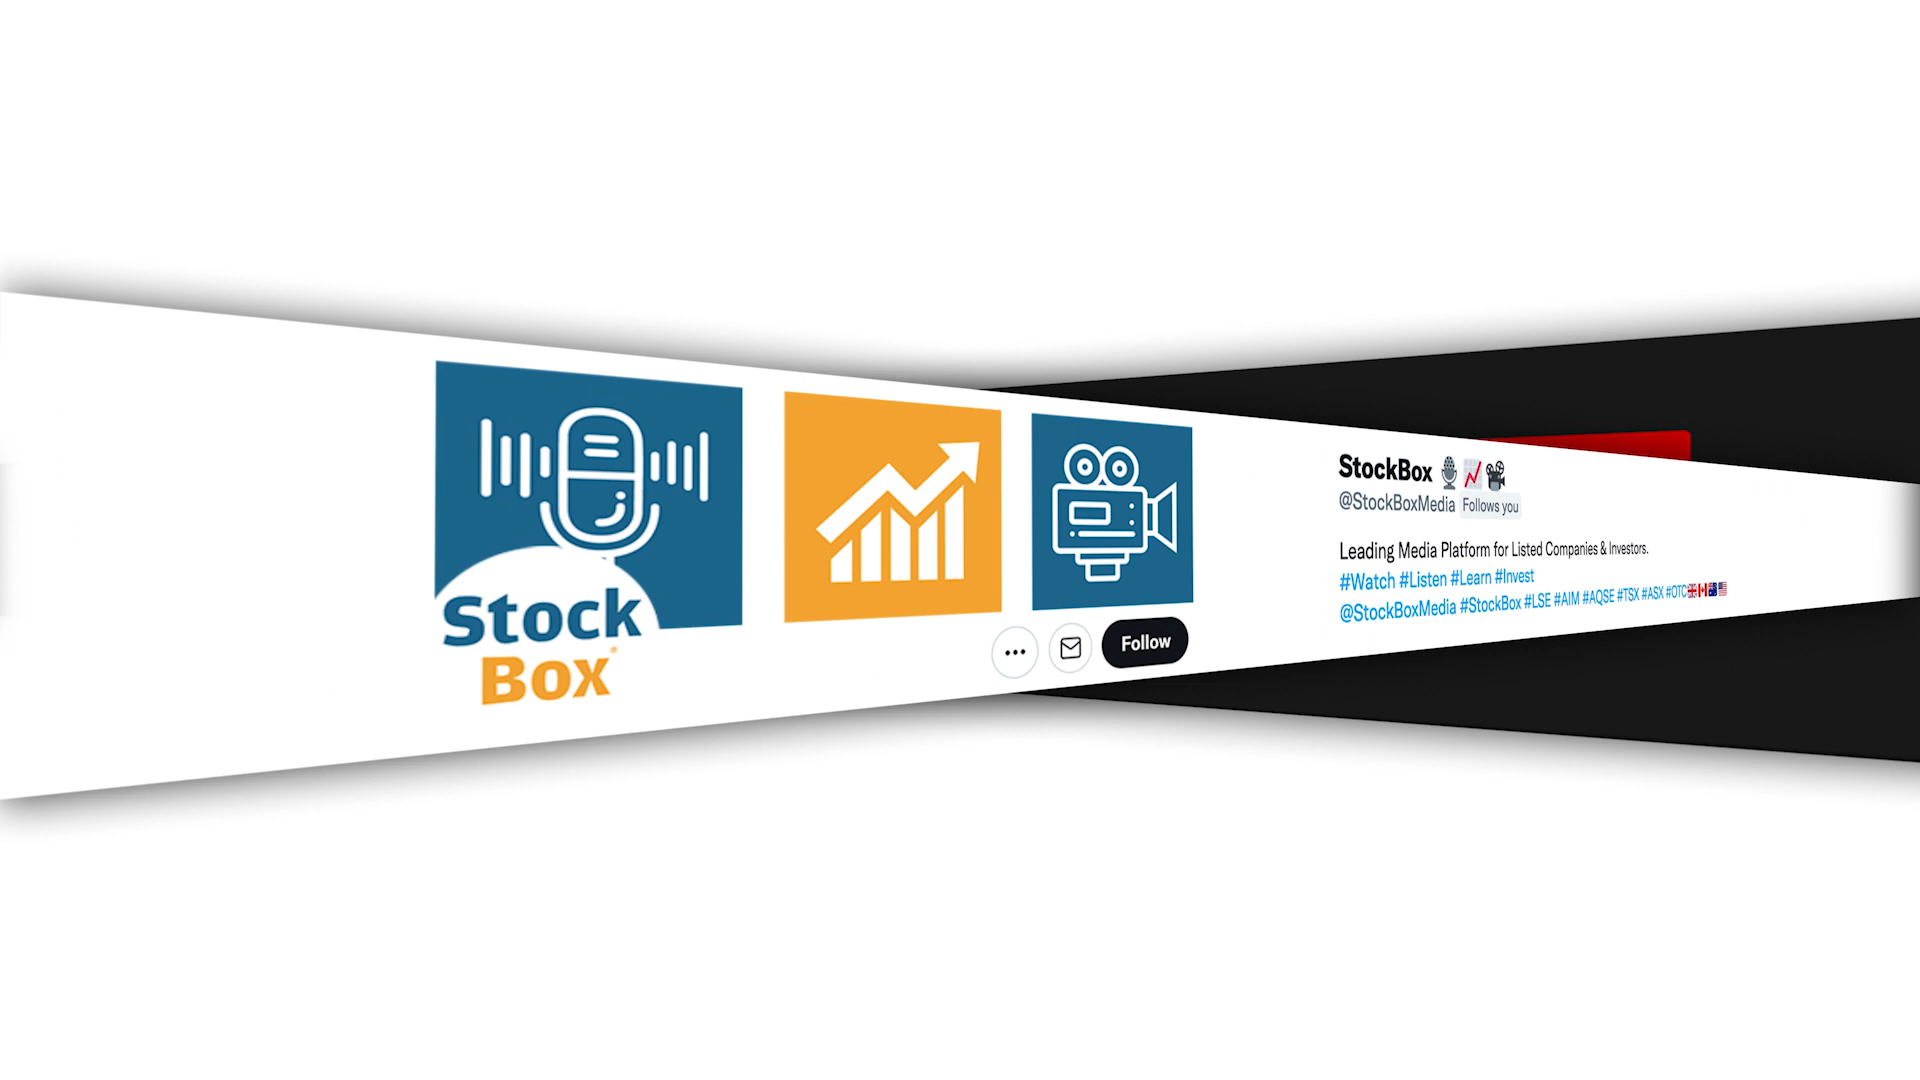 Stock
Box
Follow
StockBox
@StockBoxMedia Follows you
Leading Media Platform for Listed Companies & Investors.
#Watch #Listen #Learn #Invest
@StockBoxMedia #StockBox #LSE #AIM #AQSE #TSX #ASX #OTC